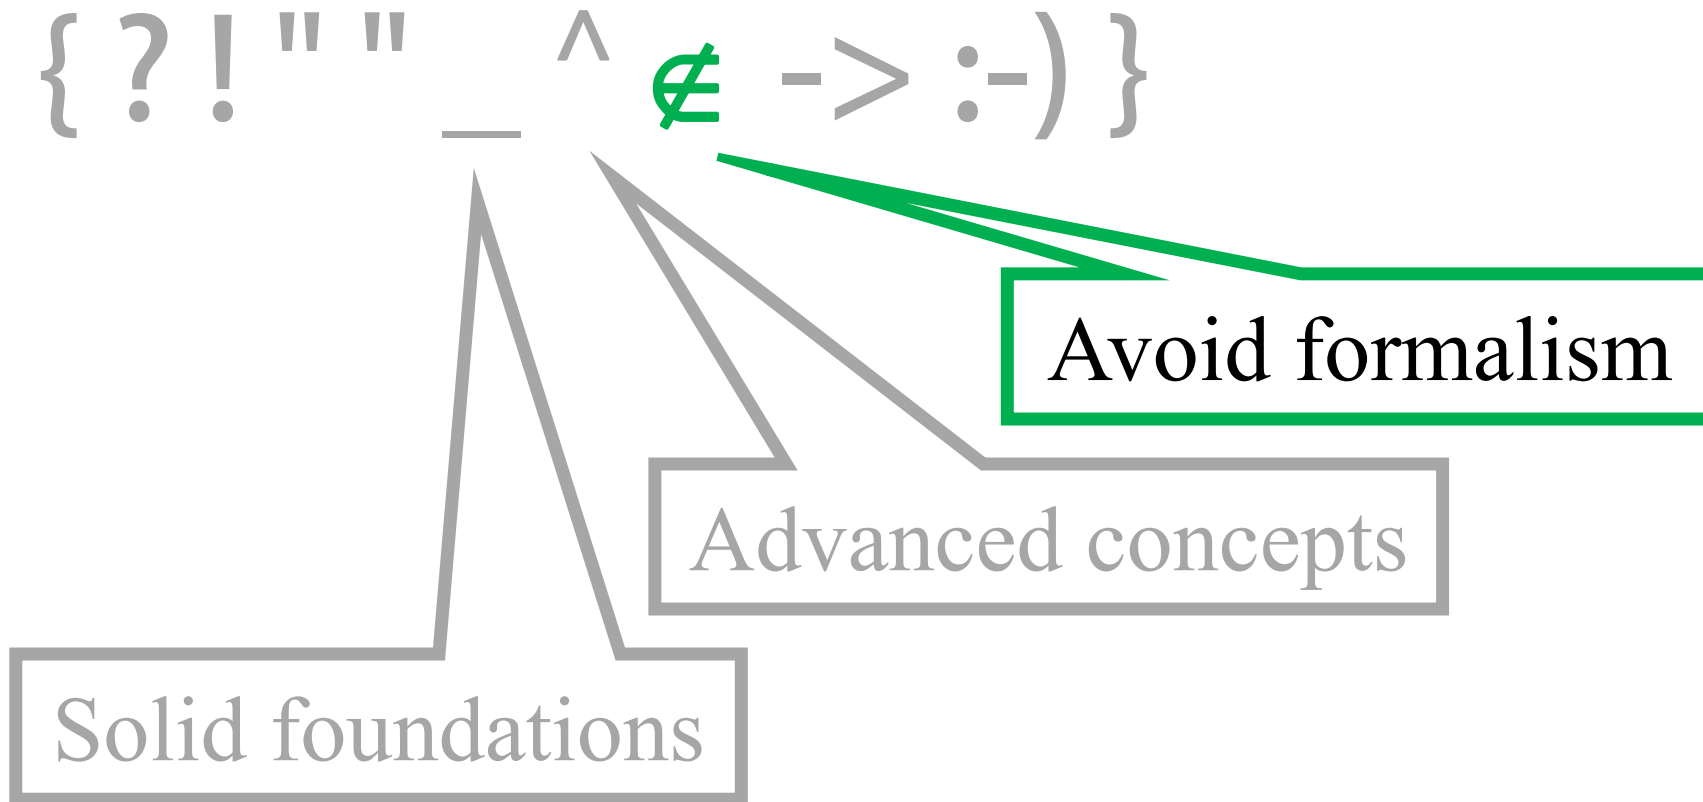 {?!""_^∉->:-)}
Avoid formalism
Advanced concepts
Solid foundations